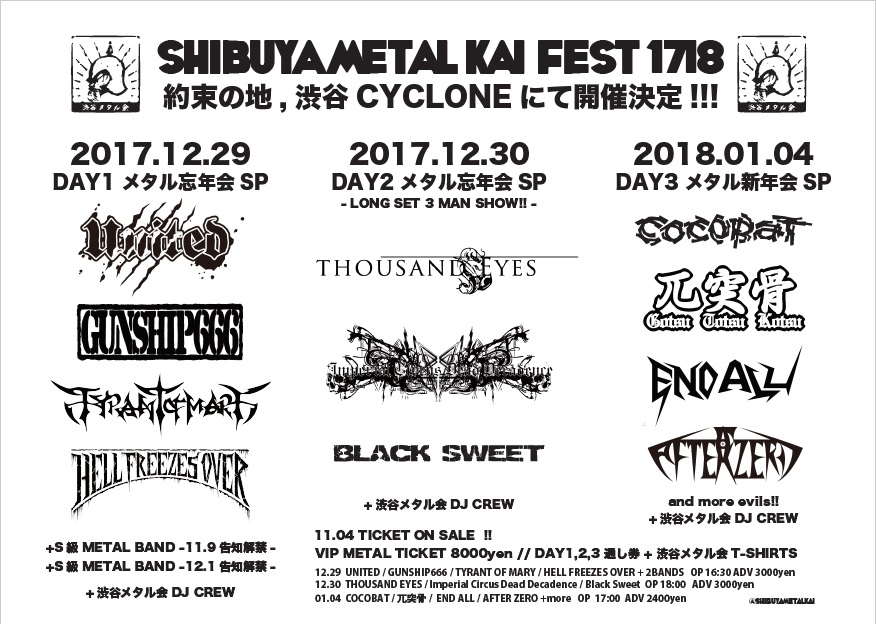 SHIBUYAMETAL KAI FEST 1718
約束の地 , 渋谷 CYCLONE にて開催決定 !!!
渋谷メタル会
渋谷メタル会
2017.12.29
DAY1 メタル忘年会 SP
United
GUNSHIP666
TYRANT OF MARY
HELL FREEZES OVER
+S 級 METAL BAND -11.9 告知解禁 -
+S 級 METAL BAND -12.1 告知解禁 -
+ 渋谷メタル会 DJ CREW
2017.12.30
DAY2 メタル忘年会 SP
- LONG SET 3 MAN SHOW!! -
THOUSAND EYES
Imperial Circus Dead Decadence
BLACK SWEET
+ 渋谷メタル会 DJ CREW
2018.01.04
DAY3 メタル新年会 SP
COCOBAT
兀突骨
Gotsu Totsu Kotsu
END ALL
AFTER ZERO
and more evils!!
+ 渋谷メタル会 DJ CREW
11.04 TICKET ON SALE !!
VIP METAL TICKET 8000yen // DAY1,2,3 通し券 + 渋谷メタル会 T-SHIRTS
12.29 UNITED / GUNSHIP666 / TYRANT OF MARY / HELL FREEZES OVER + 2BANDS OP 16:30 ADV 3000yen
12.30 THOUSAND EYES / Imperial Circus Dead Decadence / Black Sweet OP 18:00 ADV 3000yen
01.04 COCOBAT / 兀突骨 / END ALL / AFTER ZERO +more OP 17:00 ADV 2400yen
@SHIBUYAMETALKAI